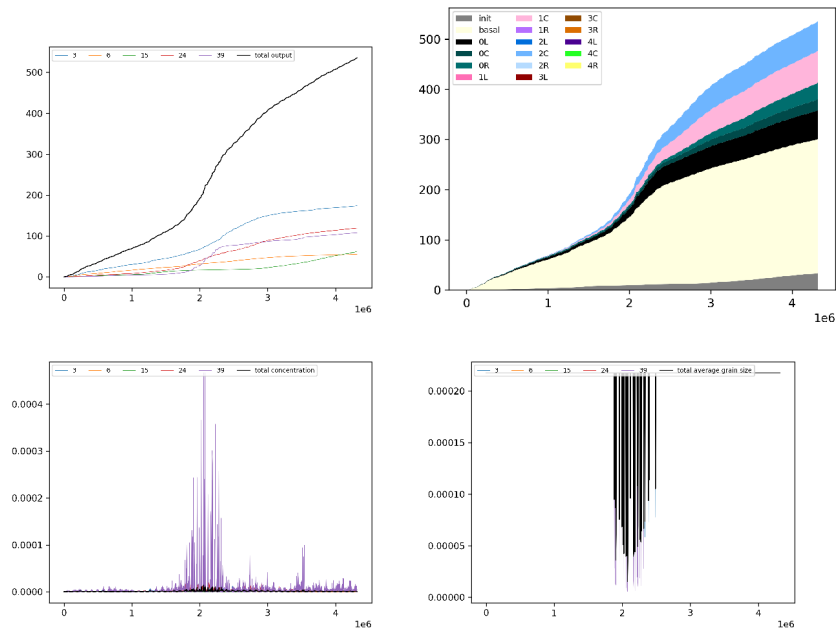 3 6 15 24 39 total output
500
400
300
200
100
0
0 1 2 3 4
1e6
init 1C 3C
basal 1R 3R
0L 2L 4L
0C 2C 4C
0R 2R 4R
1L 3L
500
400
300
200
100
0
0 1 2 3 4
1e6
3 6 15 24 39 total concentration
0.0004
0.0003
0.0002
0.0001
0.0000
0 1 2 3 4
1e6
3 6 15 24 39 total average grain size
0.00020
0.00015
0.00010
0.00005
0.00000
0 1 2 3 4
1e6